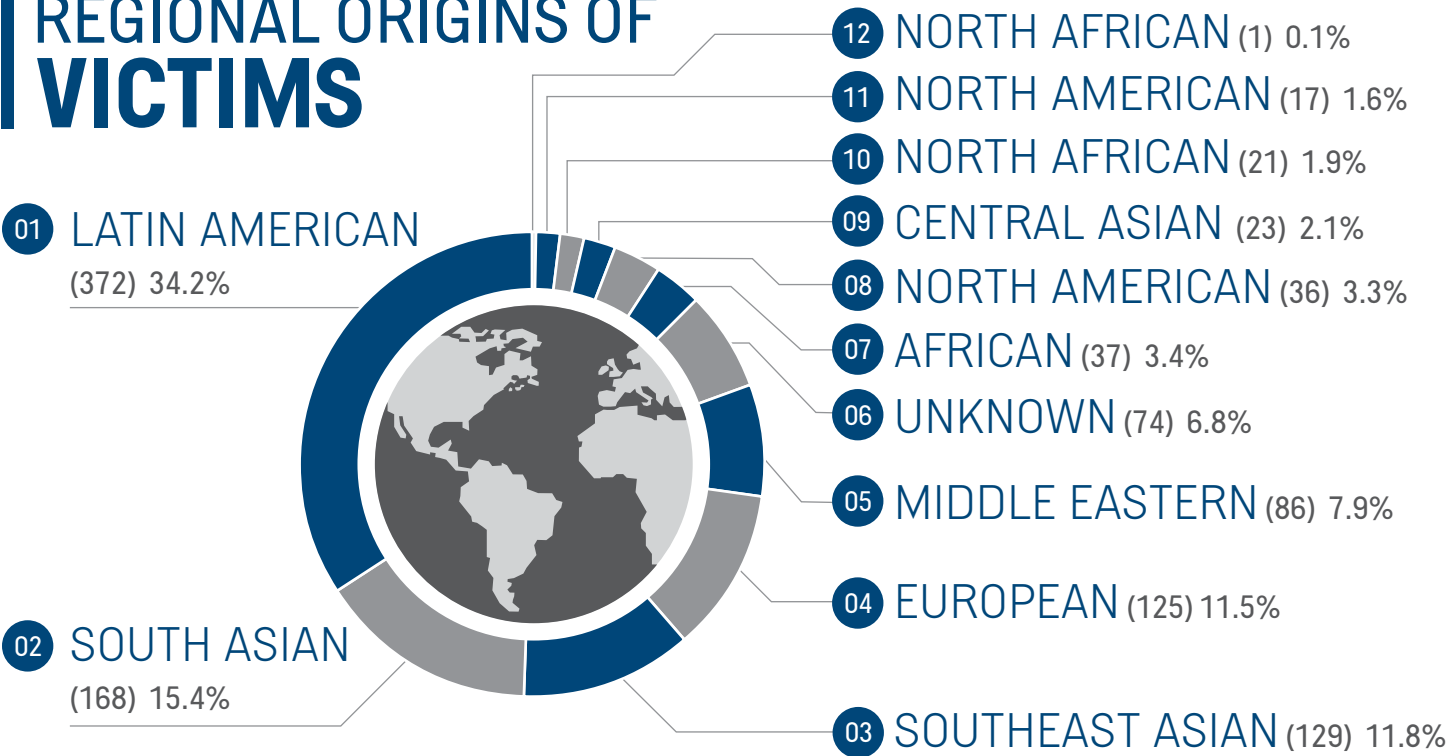 REGIONAL ORIGINS OF
VICTIMS
01 LATIN AMERICAN
(372) 34.2%
02 SOUTH ASIAN
(168) 15.4%
12 NORTH AFRICAN (1) 0.1%
11 NORTH AMERICAN (17) 1.6%
10 NORTH AFRICAN (21) 1.9%
09 CENTRAL ASIAN (23) 2.1%
08 NORTH AMERICAN (36) 3.3%
07 AFRICAN (37) 3.4%
06 UNKNOWN (74) 6.8%
05 MIDDLE EASTERN (86) 7.9%
04 EUROPEAN (125) 11.5%
03 SOUTHEAST ASIAN (129) 11.8%